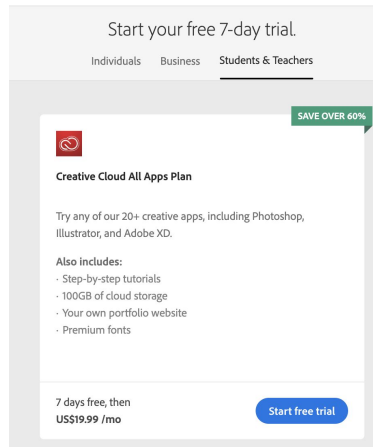 Start your free 7-day trial.
Individuals Business Students & Teachers
SAVE OVER 60%
Creative Cloud All Apps Plan
Try any of our 20+ creative apps, including Photoshop,
Illustrator, and Adobe XD.
Also includes:
· Step-by-step tutorials
· 100GB of cloud storage
· Your own portfolio website
· Premium fonts
7 days free, then
US$19.99 /mo
Start free trial